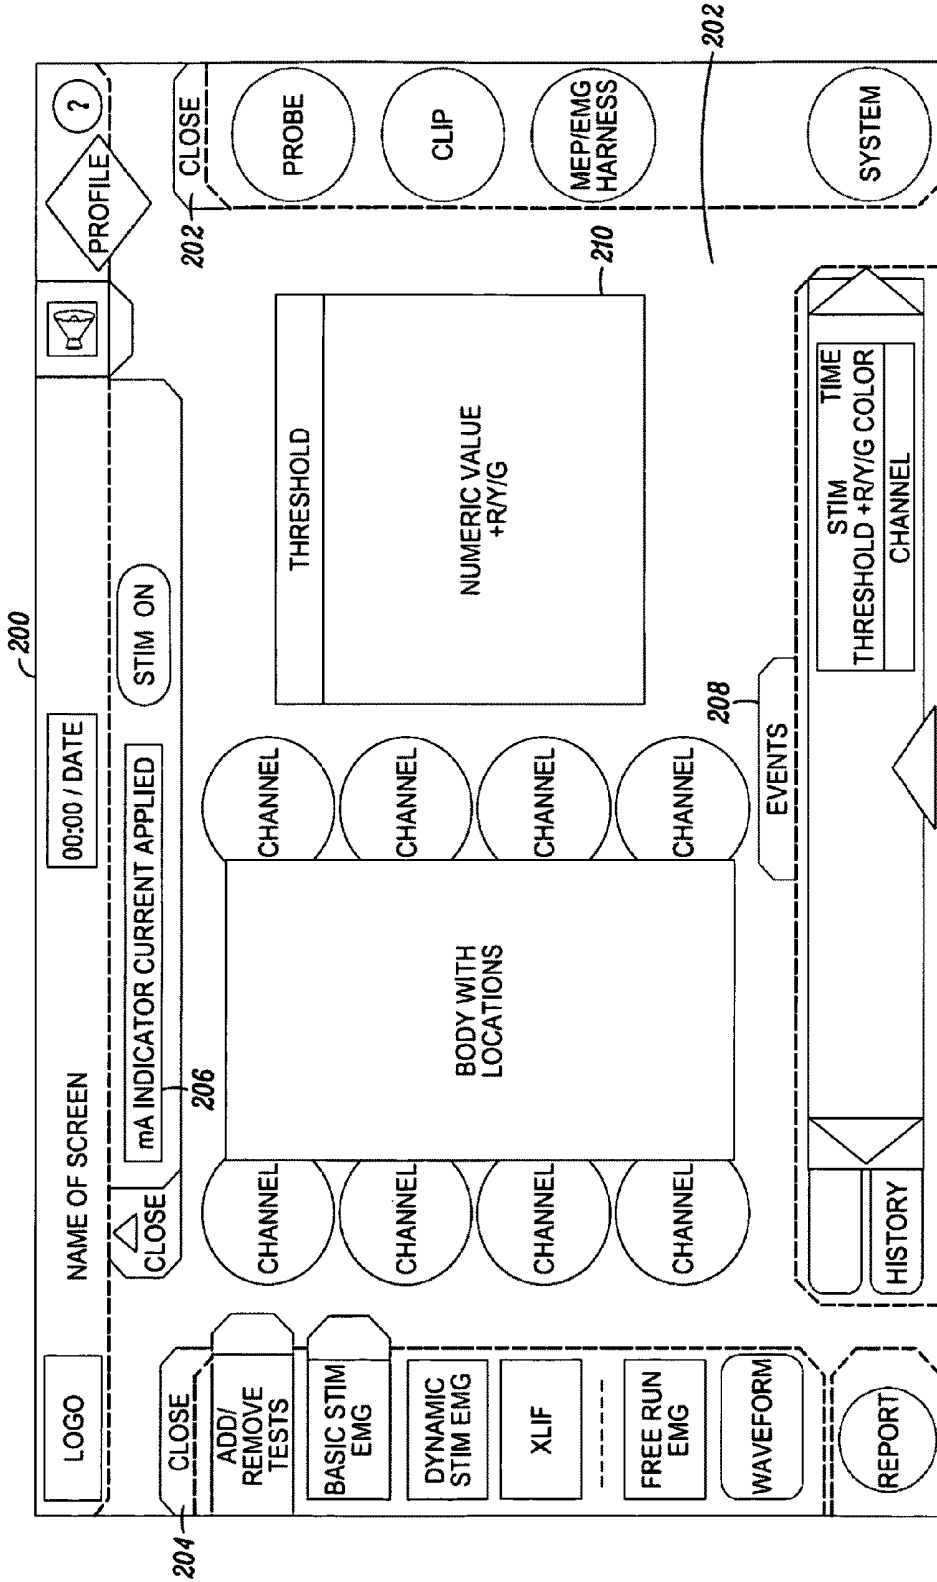 200
LOGO
NAME OF SCREEN
00:00 / DATE
PROFILE
?
CLOSE
mA INDICATOR CURRENT APPLIED
206
STIM ON
204
CLOSE
ADD/
REMOVE
TESTS
BASIC STIM
EMG
DYNAMIC
STIM EMG
XLIF
FREE RUN
EMG
WAVEFORM
REPORT
CHANNEL
CHANNEL
CHANNEL
CHANNEL
BODY WITH
LOCATIONS
CHANNEL
CHANNEL
CHANNEL
CHANNEL
THRESHOLD
NUMERIC VALUE
+R/Y/G
210
202
CLOSE
PROBE
CLIP
MEP/EMG
HARNESS
202
SYSTEM
208
EVENTS
HISTORY
STIM TIME
THRESHOLD +R/Y/G COLOR
CHANNEL